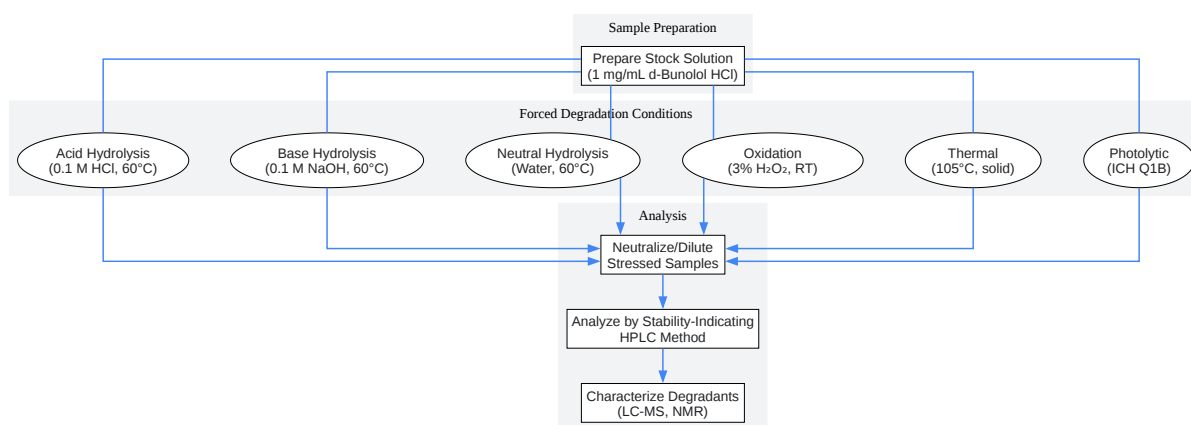 Sample Preparation
Prepare Stock Solution
(1 mg/mL d-Bunolol HCl)
Forced Degradation Conditions
Acid Hydrolysis
(0.1 M HCl, 60°C)
Base Hydrolysis
(0.1 M NaOH, 60°C)
Neutral Hydrolysis
(Water, 60°C)
Oxidation
(3% H₂O₂, RT)
Thermal
(105°C, solid)
Photolytic
(ICH Q1B)
Analysis
Neutralize/Dilute
Stressed Samples
Analyze by Stability-Indicating
HPLC Method
Characterize Degradants
(LC-MS, NMR)